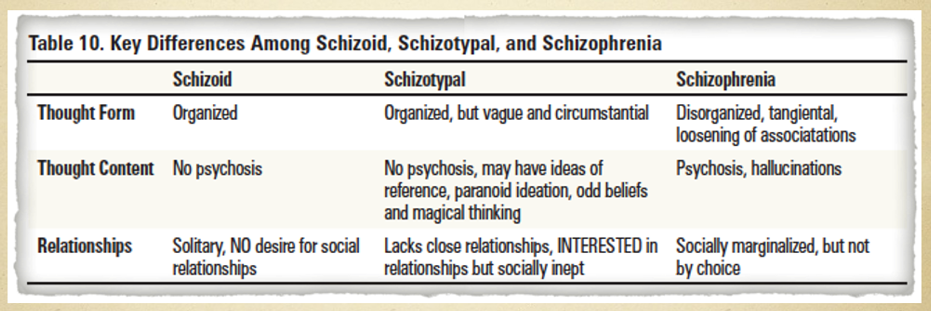 Table 10. Key Differences Among Schizoid, Schizotypal, and Schizophrenia
Schizoid Schizotypal Schizophrenia
Thought Form Organized Organized, but vague and circumstantial Disorganized, tangiental,
loosening of associatations
Thought Content No psychosis No psychosis, may have ideas of Psychosis, hallucinations
reference, paranoid ideation, odd beliefs
and magical thinking
Relationships Solitary, NO desire for social Lacks close relationships, INTERESTED in Socially marginalized, but not
relationships relationships but socially inept by choice